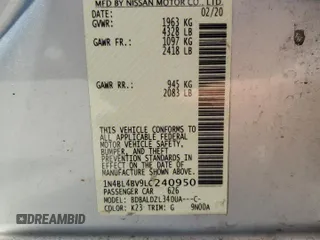 MFD BY NISSAN MOTOR CO., LTD.
DATE: 02/20
GVWR: 1963 KG
4328 LB
GAWR FR: 1097 KG
2418 LB
GAWR RR: 945 KG
2083 LB
THIS VEHICLE CONFORMS TO ALL
APPLICABLE FEDERAL MOTOR VEHICLE
SAFETY, BUMPER, AND THEFT
PREVENTION STANDARDS IN EFFECT
ON THE DATE OF MANUFACTURE
SHOWN ABOVE.
1N4BL4BV9LC240950
PASSENGER CAR 626
MODEL: BDBALDZL34UUA---C-
COLOR: K23 TRIM: G 9N00A